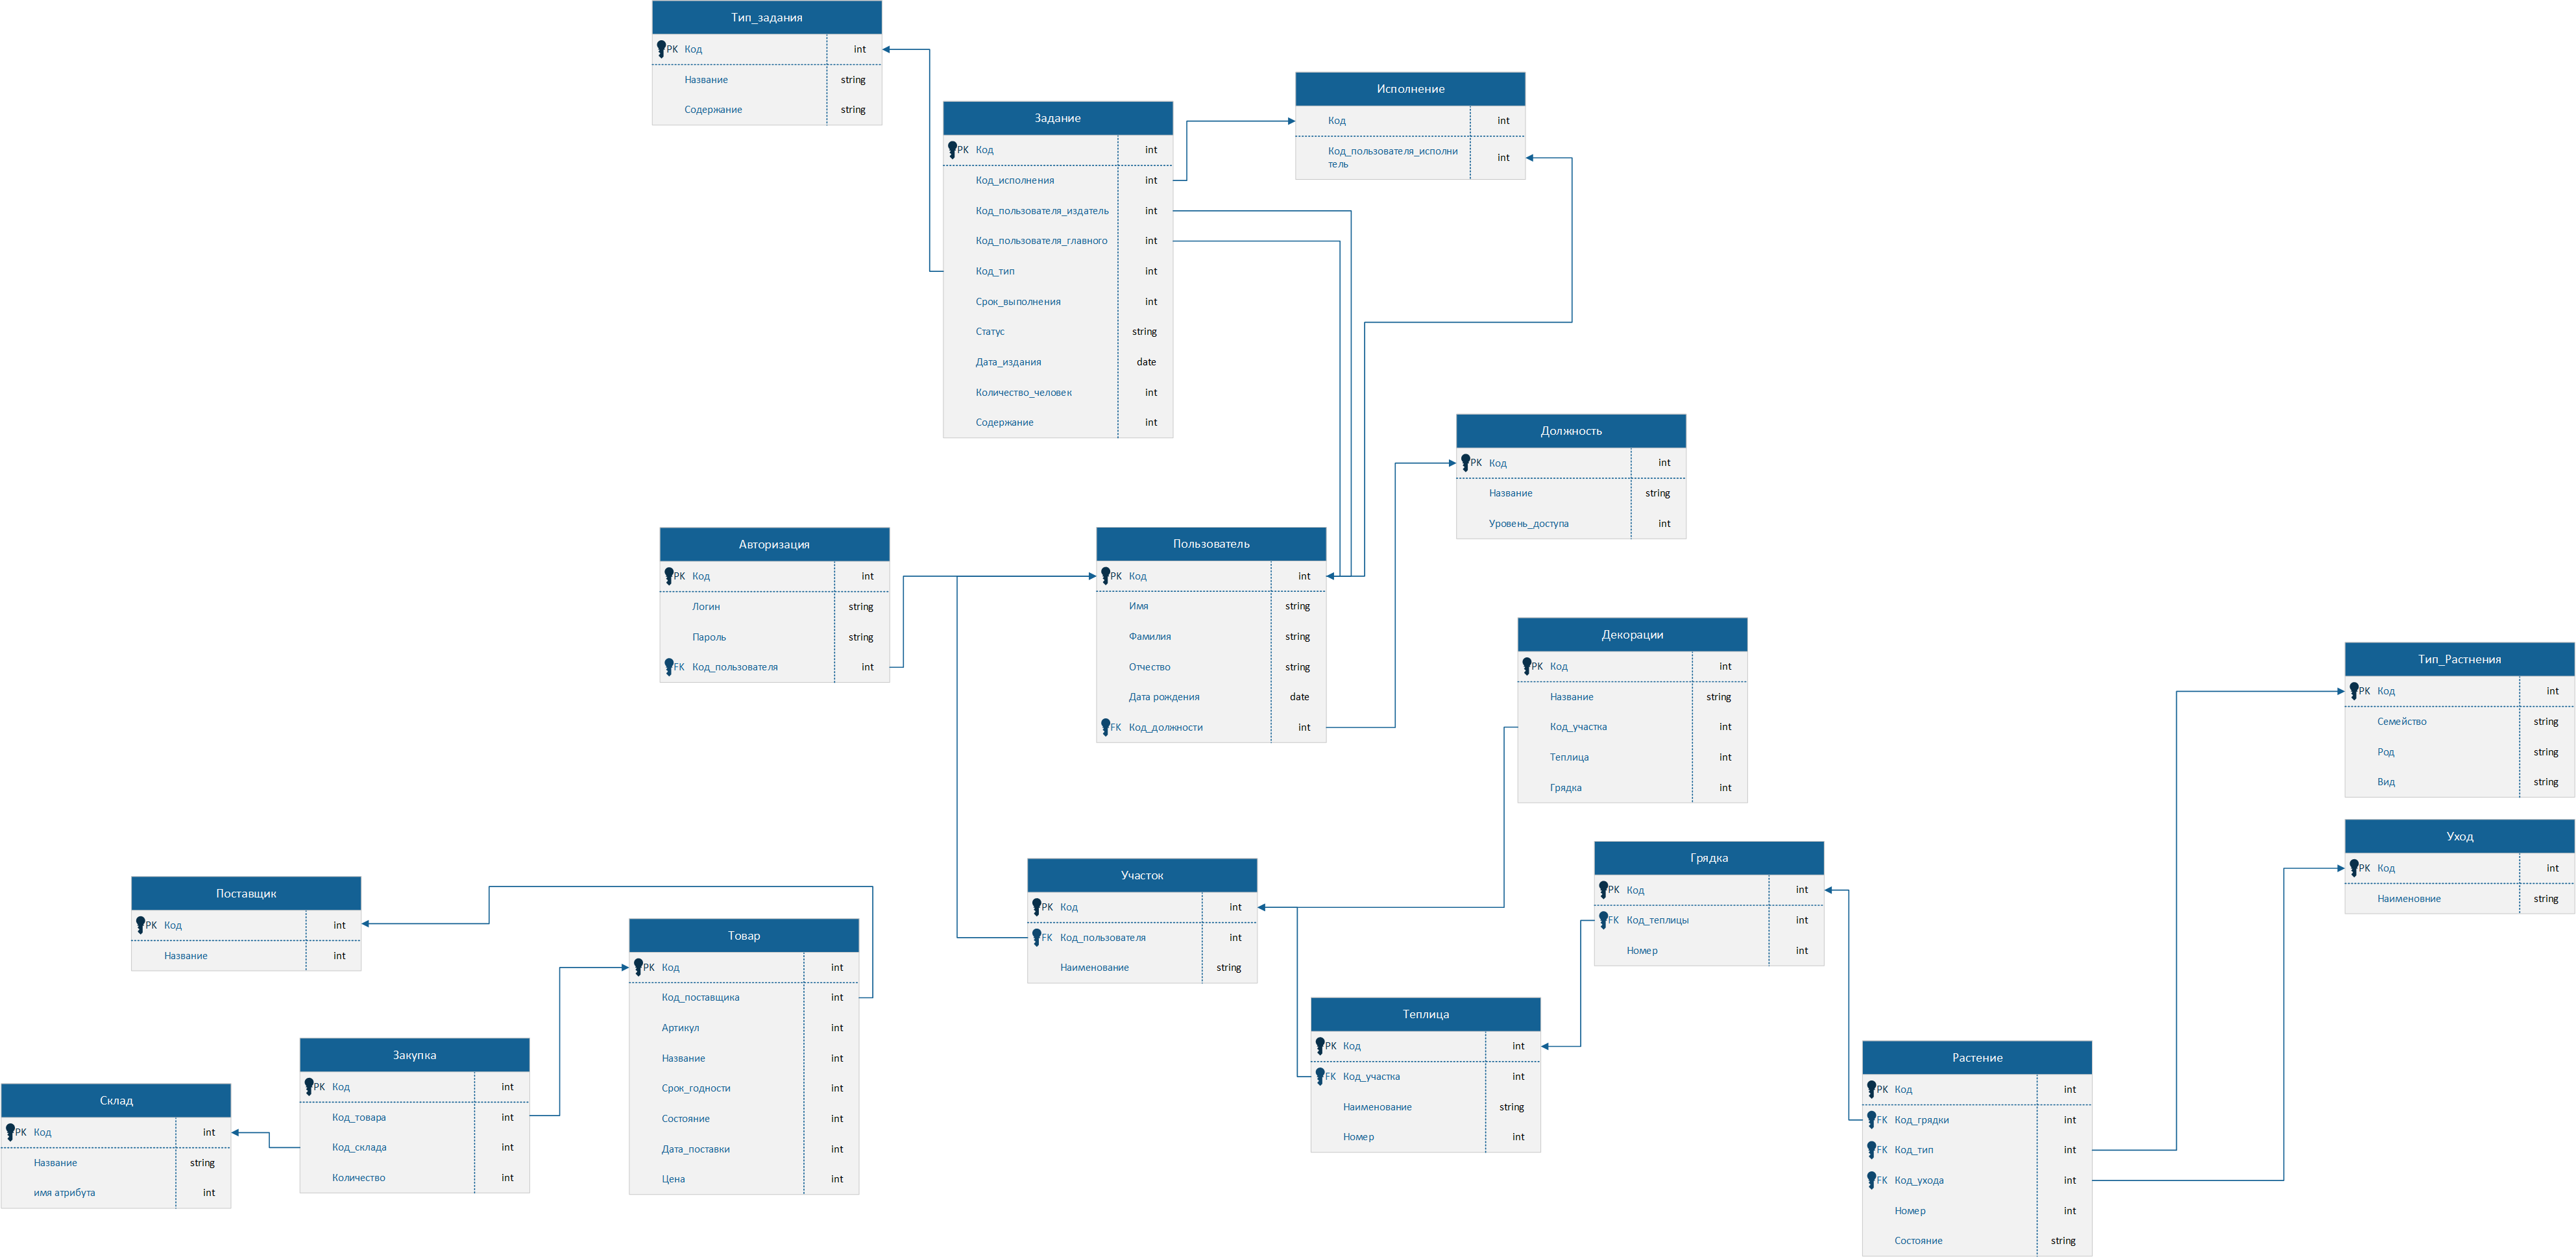 Тип_задания
PK Код int
Название string
Содержание string
Исполнение
Код int
Код_пользователя_исполни
тель int
Задание
PK Код int
Код_исполнения int
Код_пользователя_издатель int
Код_пользователя_главного int
Код_тип int
Срок_выполнения int
Статус string
Дата_издания date
Количество_человек int
Содержание int
Должность
PK Код int
Название string
Уровень_доступа int
Авторизация
PK Код int
Логин string
Пароль string
FK Код_пользователя int
Пользователь
PK Код int
Имя string
Фамилия string
Отчество string
Дата рождения date
FK Код_должности int
Декорации
PK Код int
Название string
Код_участка int
Теплица int
Грядка int
Тип_Растнения
PK Код int
Семейство string
Род string
Вид string
Уход
PK Код int
Наименовние string
Грядка
PK Код int
FK Код_теплицы int
Номер int
Участок
PK Код int
FK Код_пользователя int
Наименование string
Поставщик
PK Код int
Название int
Товар
PK Код int
Код_поставщика int
Артикул int
Название int
Срок_годности int
Состояние int
Дата_поставки int
Цена int
Теплица
PK Код int
FK Код_участка int
Наименование string
Номер int
Закупка
PK Код int
Код_товара int
Код_склада int
Количество int
Склад
PK Код int
Название string
имя атрибута int
Растение
PK Код int
FK Код_грядки int
FK Код_тип int
FK Код_ухода int
Номер int
Состояние string